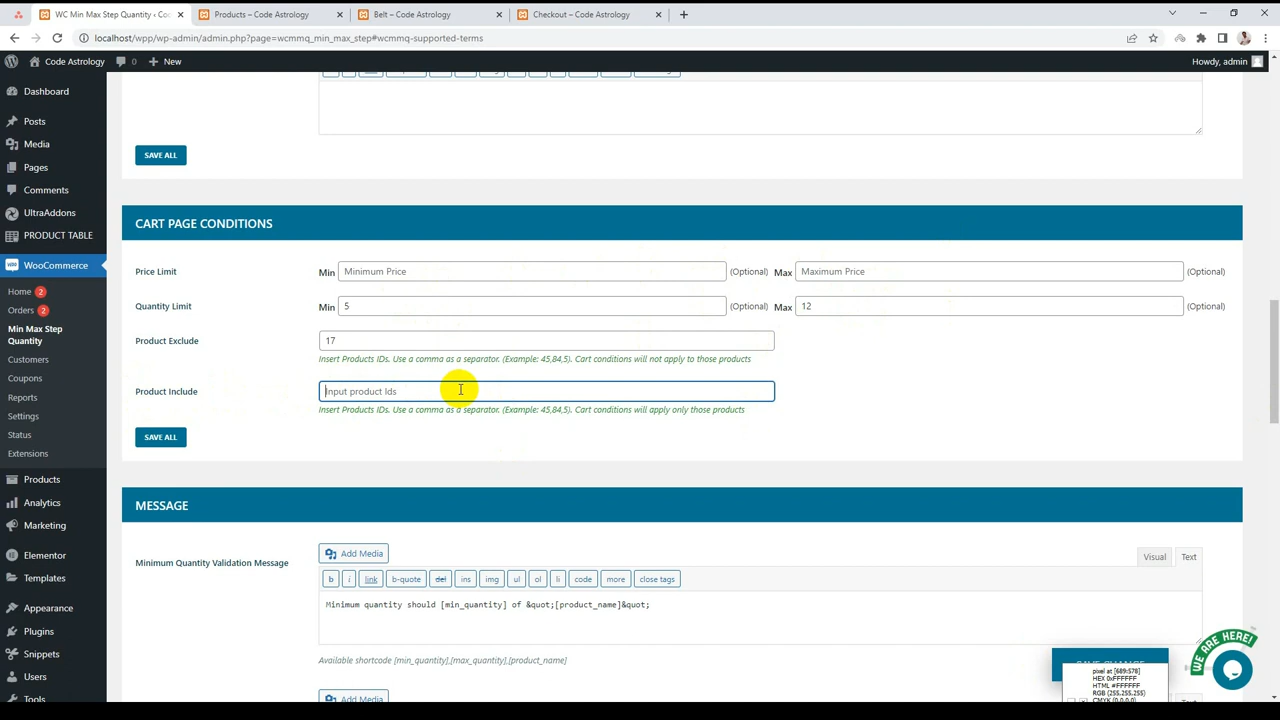 WC Min Max Step Quantity ‹ Co
Products – Code Astrology
Belt – Code Astrology
Checkout – Code Astrology
localhost/wpp/wp-admin/admin.php?page=wcmmq_min_max_step#wcmmq-supported-terms
Code Astrology
0
New
Howdy, admin
Dashboard
Posts
Media
Pages
Comments
UltraAddons
PRODUCT TABLE
WooCommerce
Home 2
Orders 2
Min Max Step
Quantity
Customers
Coupons
Reports
Settings
Status
Extensions
Products
Analytics
Marketing
Elementor
Templates
Appearance
Plugins
Snippets
Users
Tools
SAVE ALL
CART PAGE CONDITIONS
Price Limit
Min Minimum Price (Optional) Max Maximum Price (Optional)
Quantity Limit
Min 5 (Optional) Max 12 (Optional)
Product Exclude
17
Insert Products IDs. Use a comma as a separator. (Example: 45,84,5). Cart conditions will not apply to those products
Product Include
Input product Ids
Insert Products IDs. Use a comma as a separator. (Example: 45,84,5). Cart conditions will apply only those products
SAVE ALL
MESSAGE
Minimum Quantity Validation Message
Add Media
Visual Text
b i link b-quote del ins img ul ol li code more close tags
Minimum quantity should [min_quantity] of &quot;[product_name]&quot;
Available shortcode [min_quantity],[max_quantity],[product_name]
Add Media
WE ARE HERE!
pixel at [689:578]
HEX 0xFFFFFF
HTML #FFFFFF
RGB (255,255,255)
CMYK (0,0,0,0)